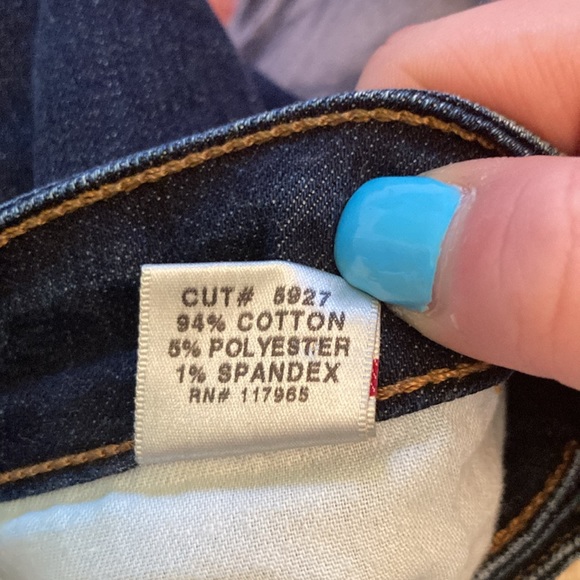 CUT# 5927
94% COTTON
5% POLYESTER
1% SPANDEX
RN# 117965